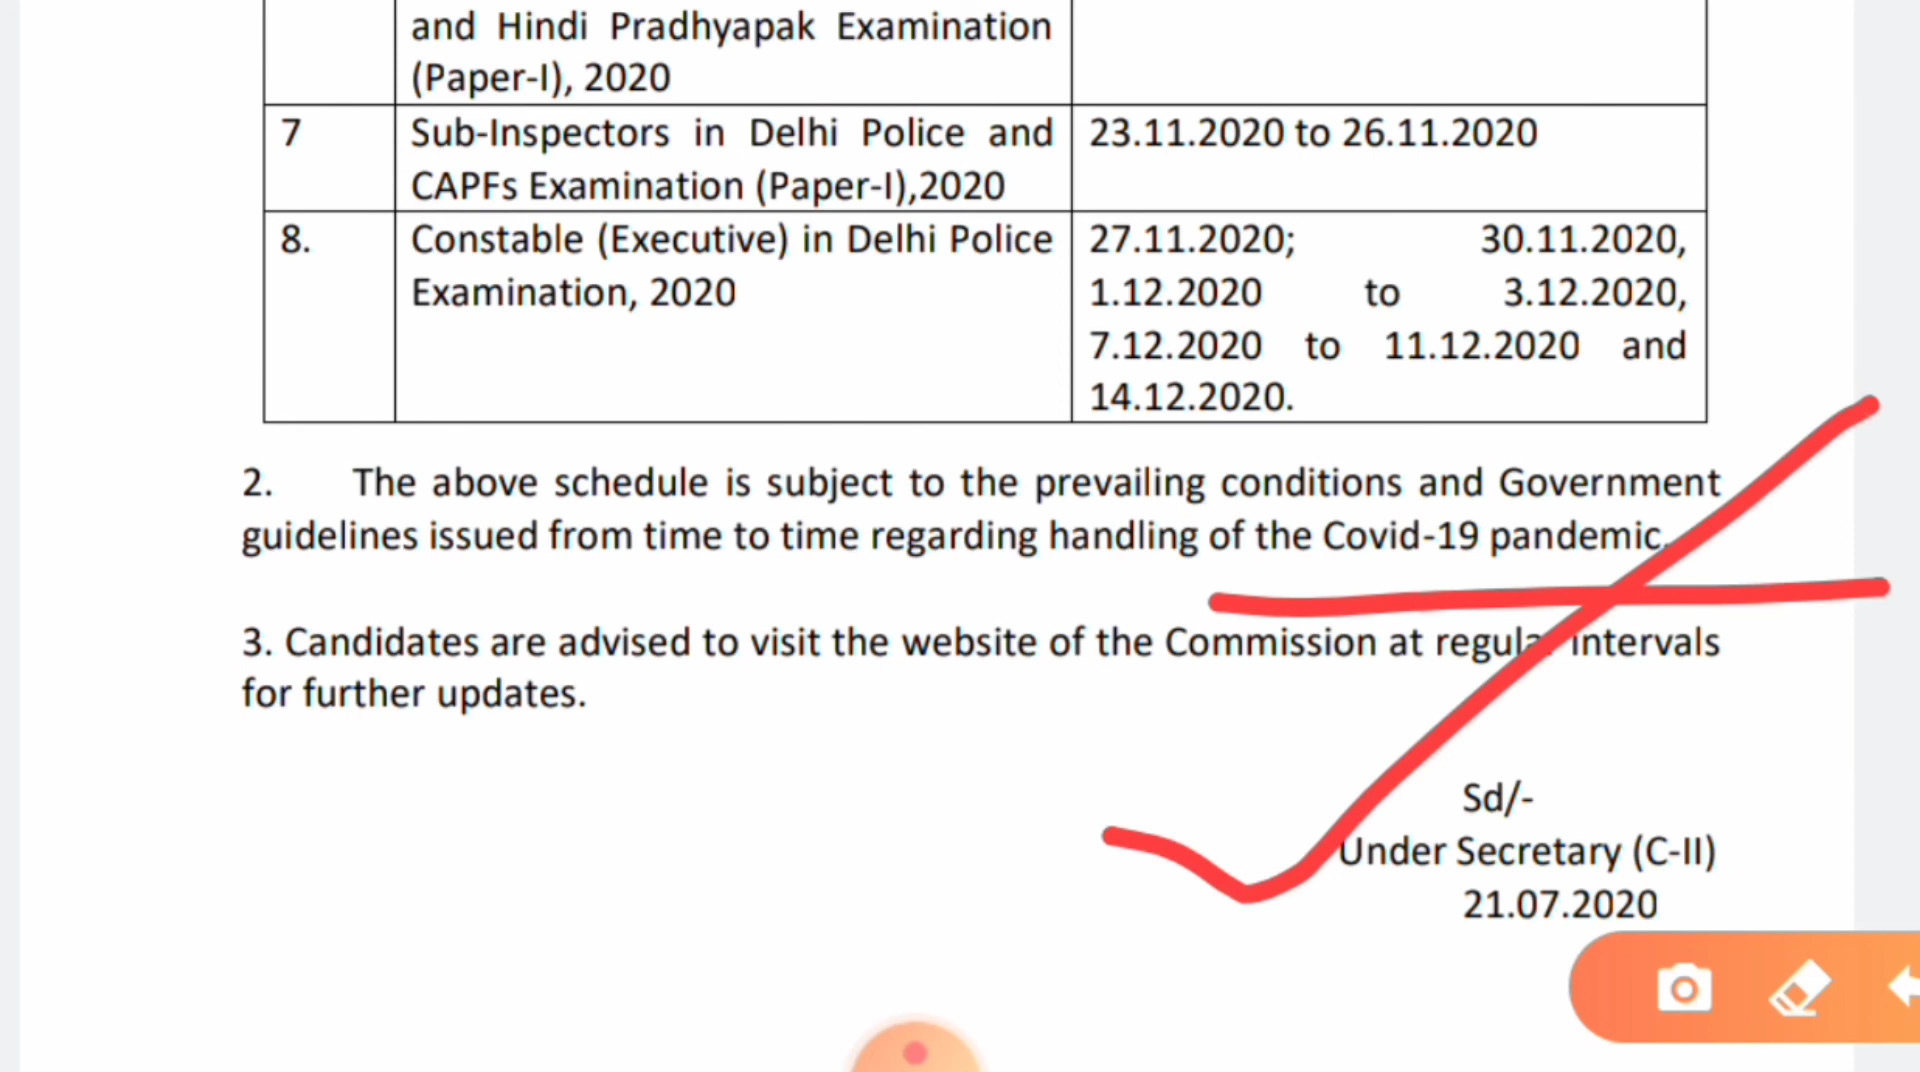 and Hindi Pradhyapak Examination
(Paper-I), 2020
7 Sub-Inspectors in Delhi Police and 23.11.2020 to 26.11.2020
CAPFs Examination (Paper-I),2020
8. Constable (Executive) in Delhi Police 27.11.2020; 30.11.2020,
Examination, 2020 1.12.2020 to 3.12.2020,
7.12.2020 to 11.12.2020 and
14.12.2020.
2. The above schedule is subject to the prevailing conditions and Government
guidelines issued from time to time regarding handling of the Covid-19 pandemic.
3. Candidates are advised to visit the website of the Commission at regular intervals
for further updates.
Sd/-
Under Secretary (C-II)
21.07.2020